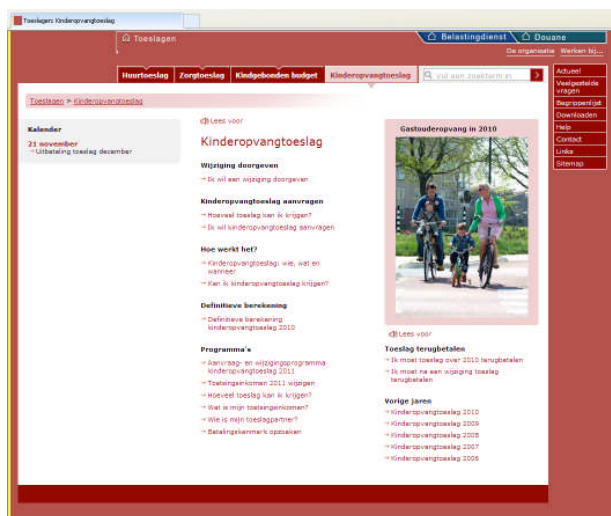 Toeslagen: Kinderopvangtoeslag
Toeslagen
Belastingdienst
Douane
De organisatie
Werken bij...
Huurtoeslag
Zorgtoeslag
Kindgebonden budget
Kinderopvangtoeslag
Vul een zoekterm in
Actueel
Veelgestelde
vragen
Begrippenlijst
Downloaden
Help
Contact
Links
Sitemap
Toeslagen > Kinderopvangtoeslag
Kalender
21 november
Uitbetaling toeslag december
Lees voor
Kinderopvangtoeslag
Wijziging doorgeven
Ik wil een wijziging doorgeven
Kinderopvangtoeslag aanvragen
Hoeveel toeslag kan ik krijgen?
Ik wil kinderopvangtoeslag aanvragen
Hoe werkt het?
Kinderopvangtoeslag: wie, wat en
wanneer
Kan ik kinderopvangtoeslag krijgen?
Definitieve berekening
Definitieve berekening
kinderopvangtoeslag 2010
Programma's
Aanvraag- en wijzigingsprogramma
kinderopvangtoeslag 2011
Toetsingsinkomen 2011 wijzigen
Hoeveel toeslag kan ik krijgen?
Wat is mijn toetsingsinkomen?
Wie is mijn toeslagpartner?
Betalingskenmerk opzoeken
Gastouderopvang in 2010
Lees voor
Toeslag terugbetalen
Ik moet toeslag over 2010 terugbetalen
Ik moet na een wijziging toeslag
terugbetalen
Vorige jaren
Kinderopvangtoeslag 2010
Kinderopvangtoeslag 2009
Kinderopvangtoeslag 2008
Kinderopvangtoeslag 2007
Kinderopvangtoeslag 2006